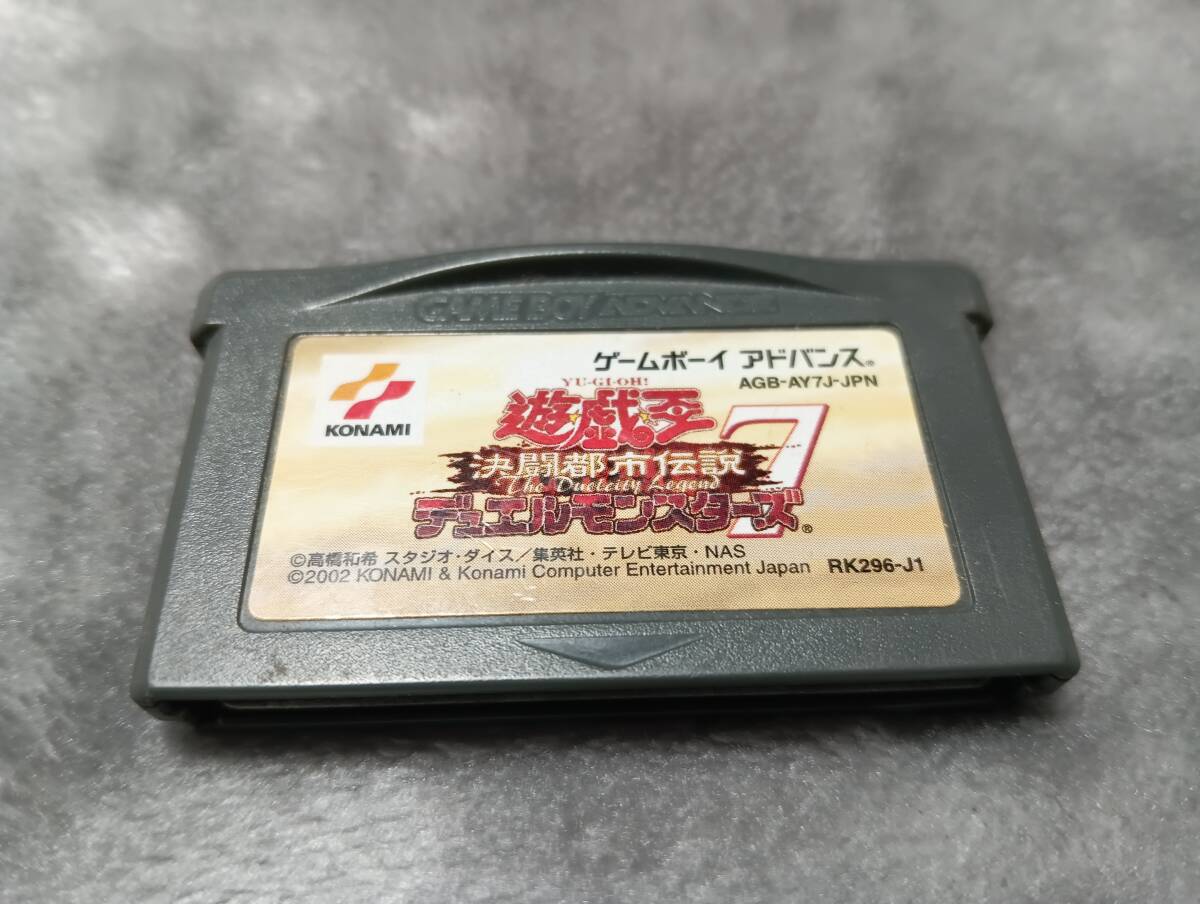 GAME BOY ADVANCE
KONAMI
ゲームボーイ アドバンス®
AGB-AY7J-JPN
YU-GI-OH!
遊戯王
7
決闘都市伝説
The Duelcity Legend
デュエルモンスターズ®
©高橋和希 スタジオ・ダイス/集英社・テレビ東京・NAS
©2002 KONAMI & Konami Computer Entertainment Japan RK296-J1